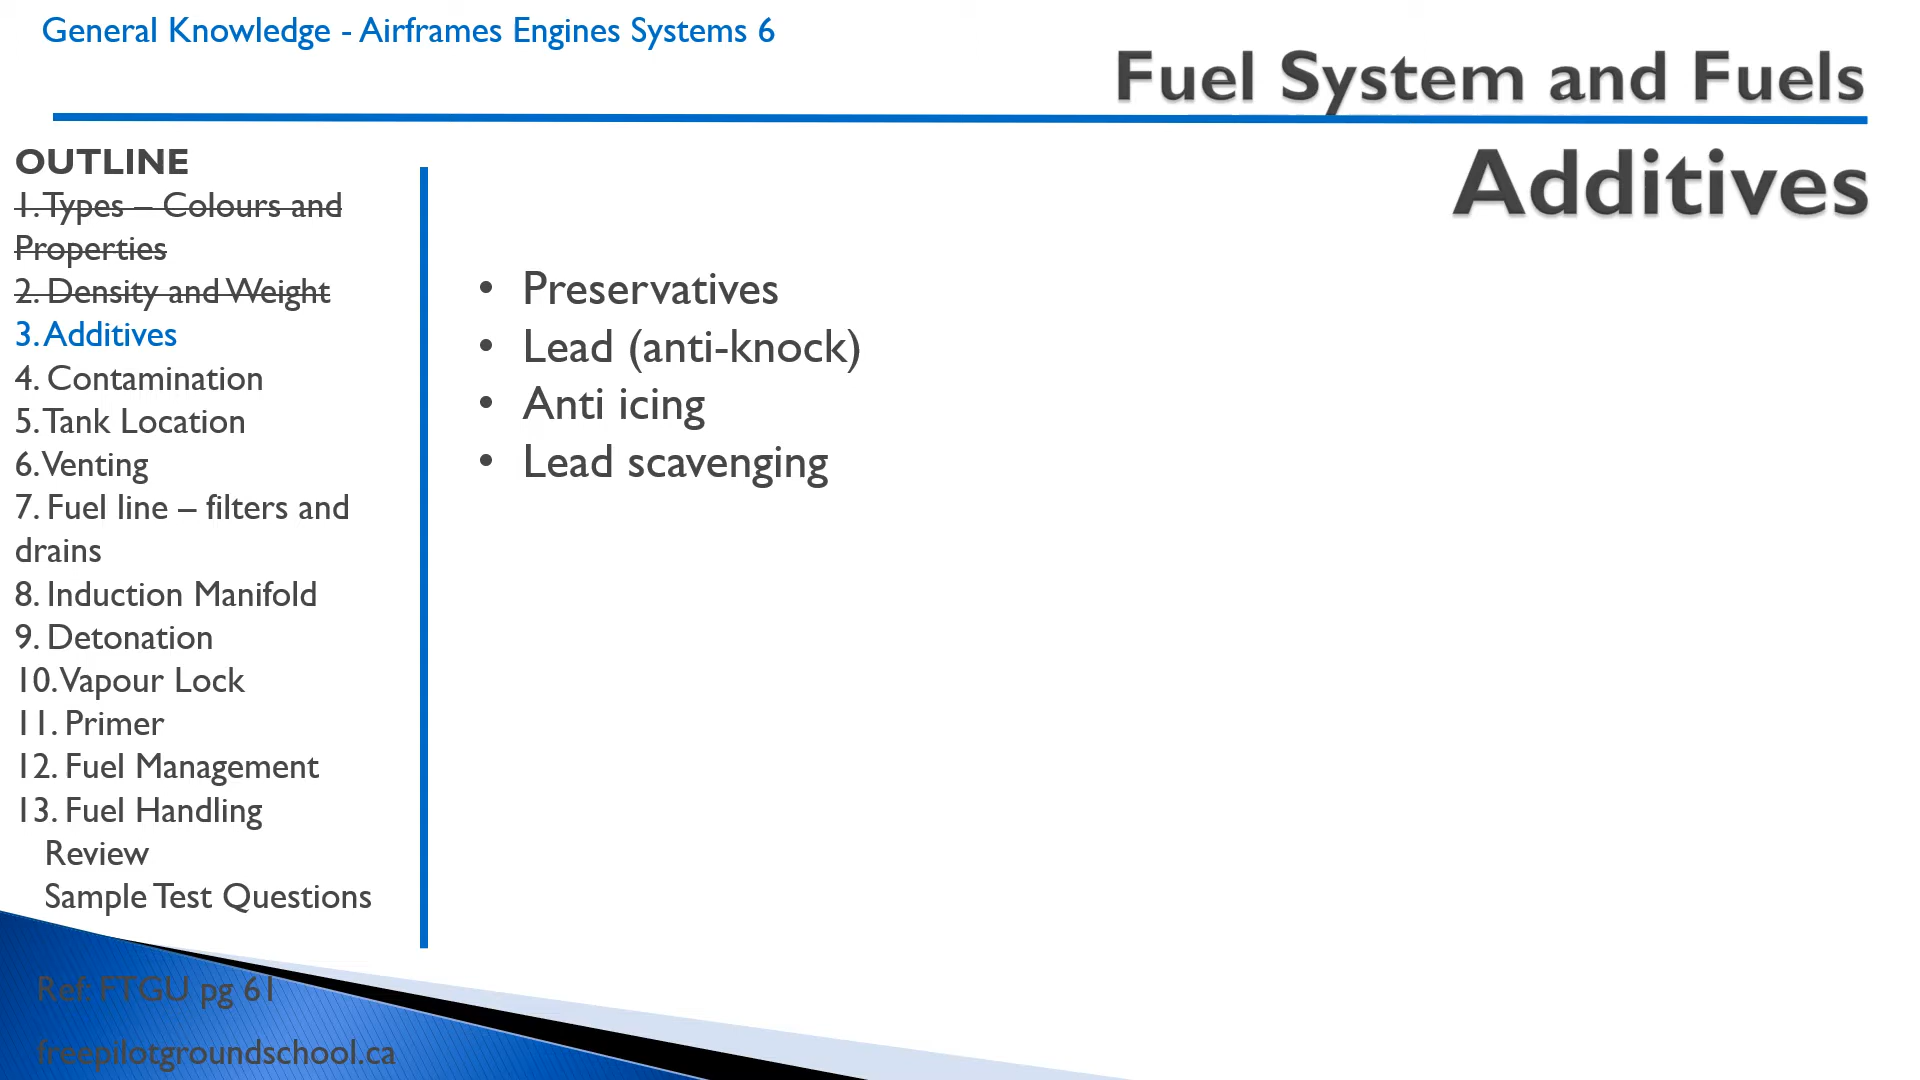 General Knowledge - Airframes Engines Systems 6
Fuel System and Fuels
Additives
OUTLINE
1. Types – Colours and
Properties
2. Density and Weight
3. Additives
4. Contamination
5. Tank Location
6. Venting
7. Fuel line – filters and
drains
8. Induction Manifold
9. Detonation
10. Vapour Lock
11. Primer
12. Fuel Management
13. Fuel Handling
Review
Sample Test Questions
• Preservatives
• Lead (anti-knock)
• Anti icing
• Lead scavenging
Ref: FTGU pg 61
freepilotgroundschool.ca